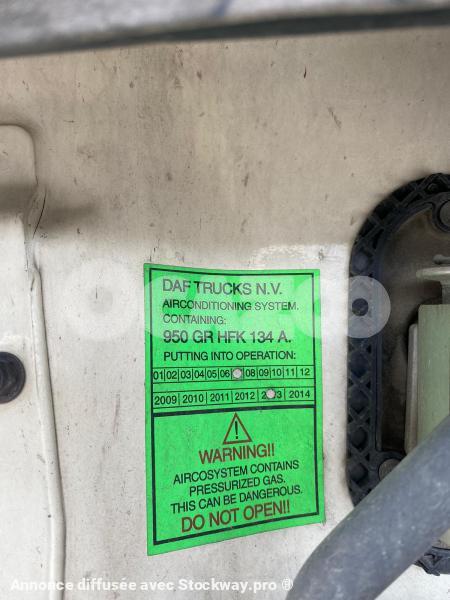 DAF TRUCKS N.V.
AIRCONDITIONING SYSTEM.
CONTAINING:
950 GR HFK 134 A.
PUTTING INTO OPERATION:
01|02|03|04|05|06| |08|09|10|11|12
2009|2010|2011|2012|2 3|2014
WARNING!!
AIRCOSYSTEM CONTAINS
PRESSURIZED GAS.
THIS CAN BE DANGEROUS.
DO NOT OPEN!!
Annonce diffusée avec Stockway.pro ®